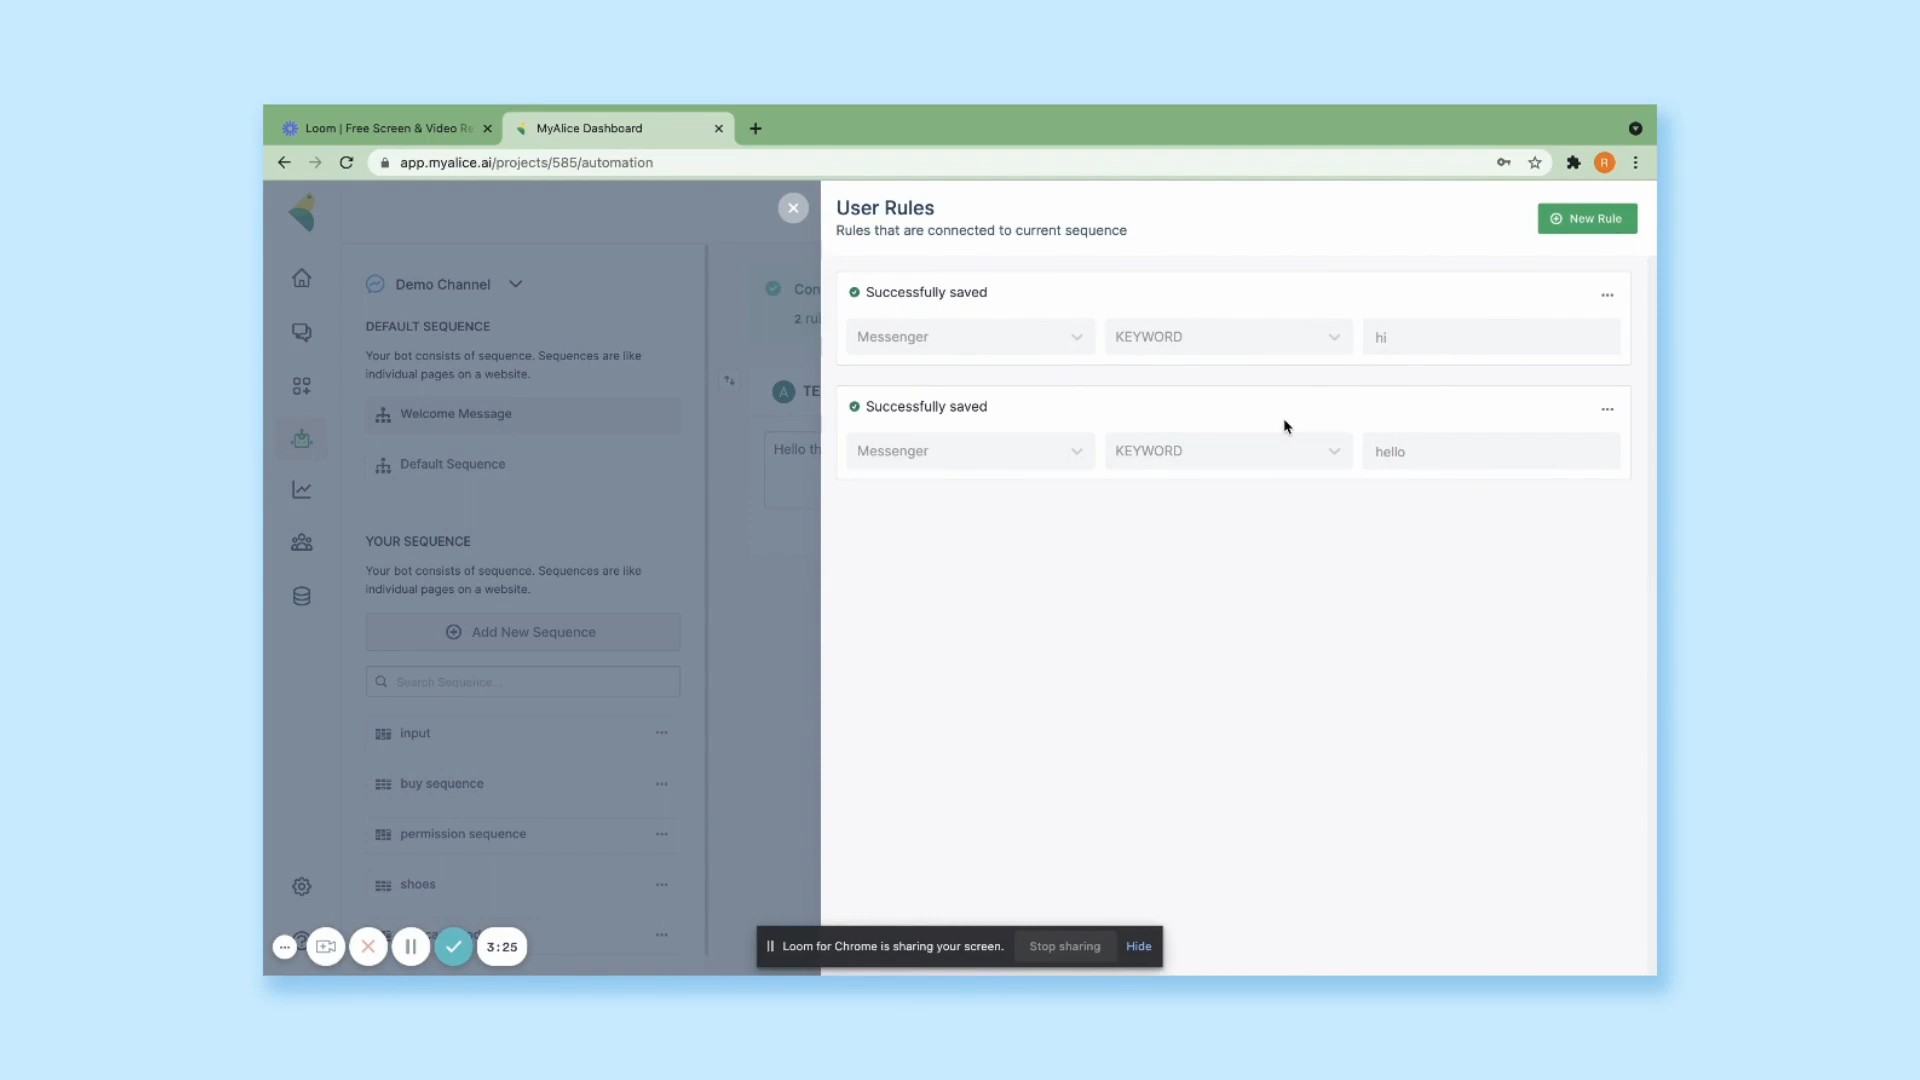 Loom | Free Screen & Video Re
MyAlice Dashboard
app.myalice.ai/projects/585/automation
R
User Rules
Rules that are connected to current sequence
New Rule
Demo Channel
DEFAULT SEQUENCE
Your bot consists of sequence. Sequences are like
individual pages on a website.
Welcome Message
Default Sequence
YOUR SEQUENCE
Your bot consists of sequence. Sequences are like
individual pages on a website.
Add New Sequence
Search Sequence...
input
buy sequence
permission sequence
shoes
Con
2 rul
A
TE
Hello th
Successfully saved
Messenger
KEYWORD
hi
Successfully saved
Messenger
KEYWORD
hello
3:25
Loom for Chrome is sharing your screen.
Stop sharing
Hide